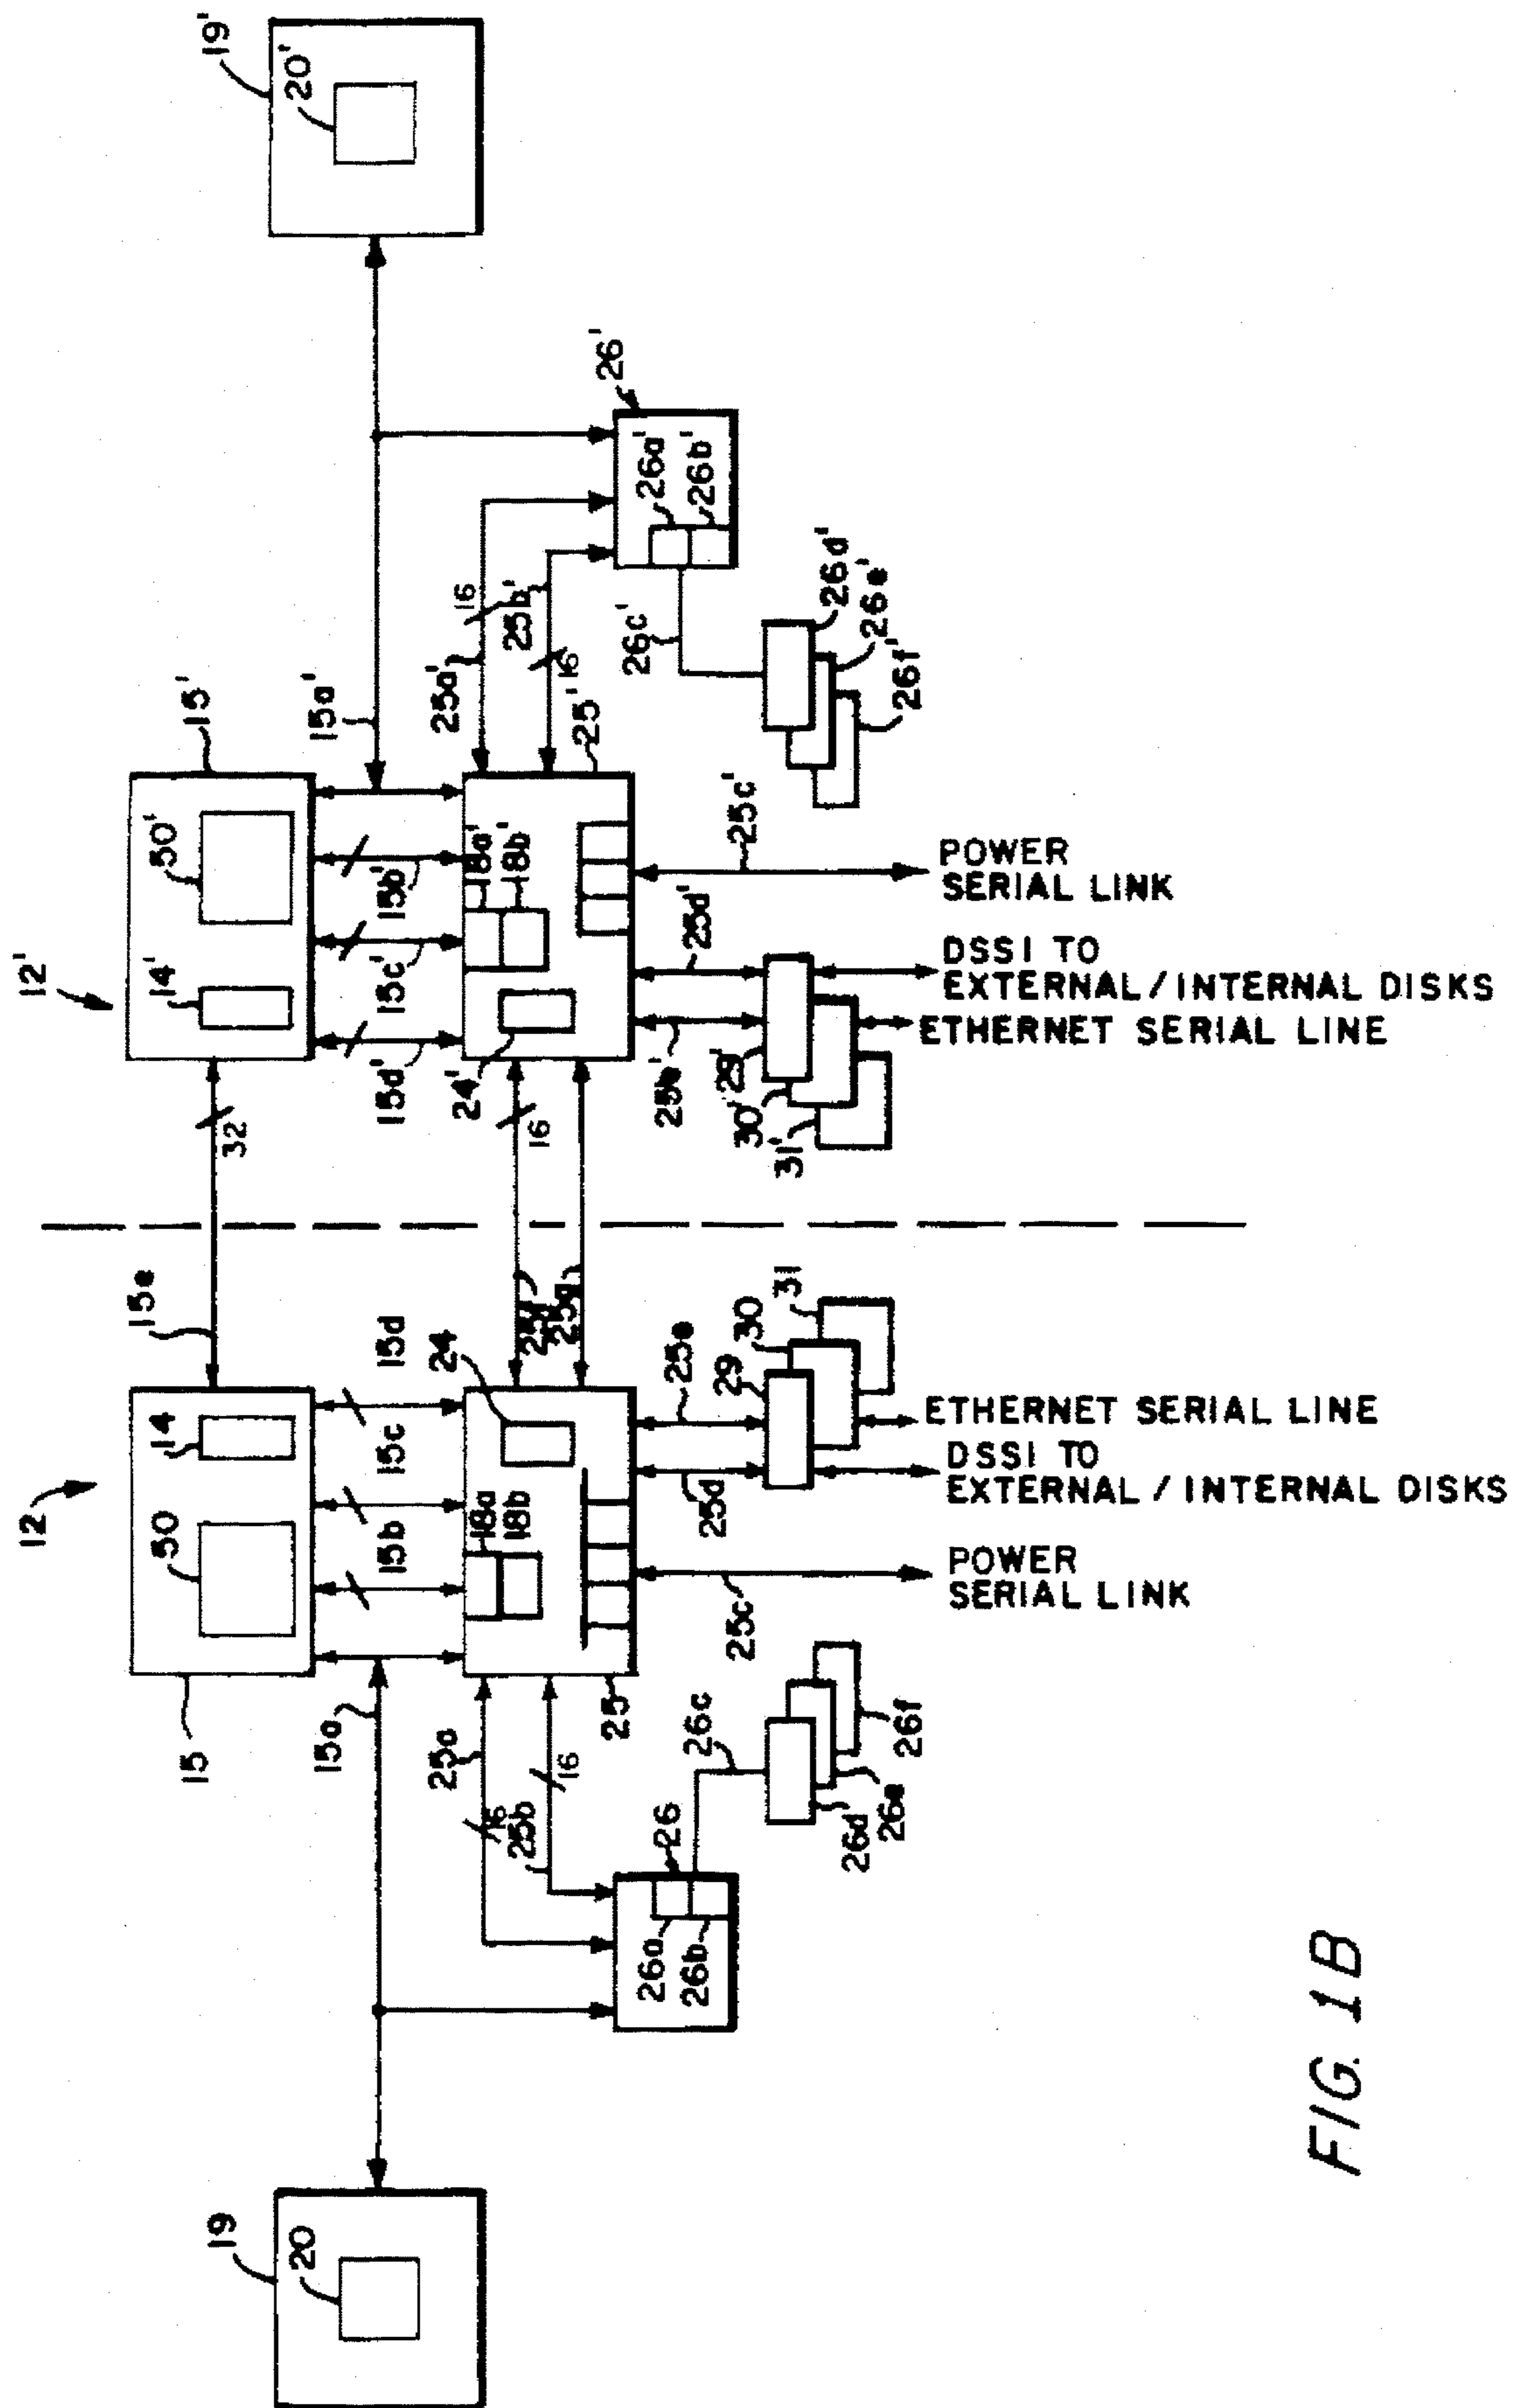 12
12'
15
50
14
15e
32
15'
14'
50'
19
20
15a
15b
15c
15d
15d'
15c'
15b'
15a'
19'
20'
25a
16
25b
16
18a
18b
24
25g
16
24'
18a'
18b'
25a'
16
25b'
16
26
26a
26b
26c
25
25'
26'
26a'
26b'
26c'
26d
26e
26f
25c
25d
25e
29
30
31
31'
30'
29'
25e'
25d'
25c'
26d'
26e'
26f'
POWER
SERIAL LINK
DSSI TO
EXTERNAL / INTERNAL DISKS
ETHERNET SERIAL LINE
ETHERNET SERIAL LINE
DSSI TO
EXTERNAL / INTERNAL DISKS
POWER
SERIAL LINK
FIG. 1B